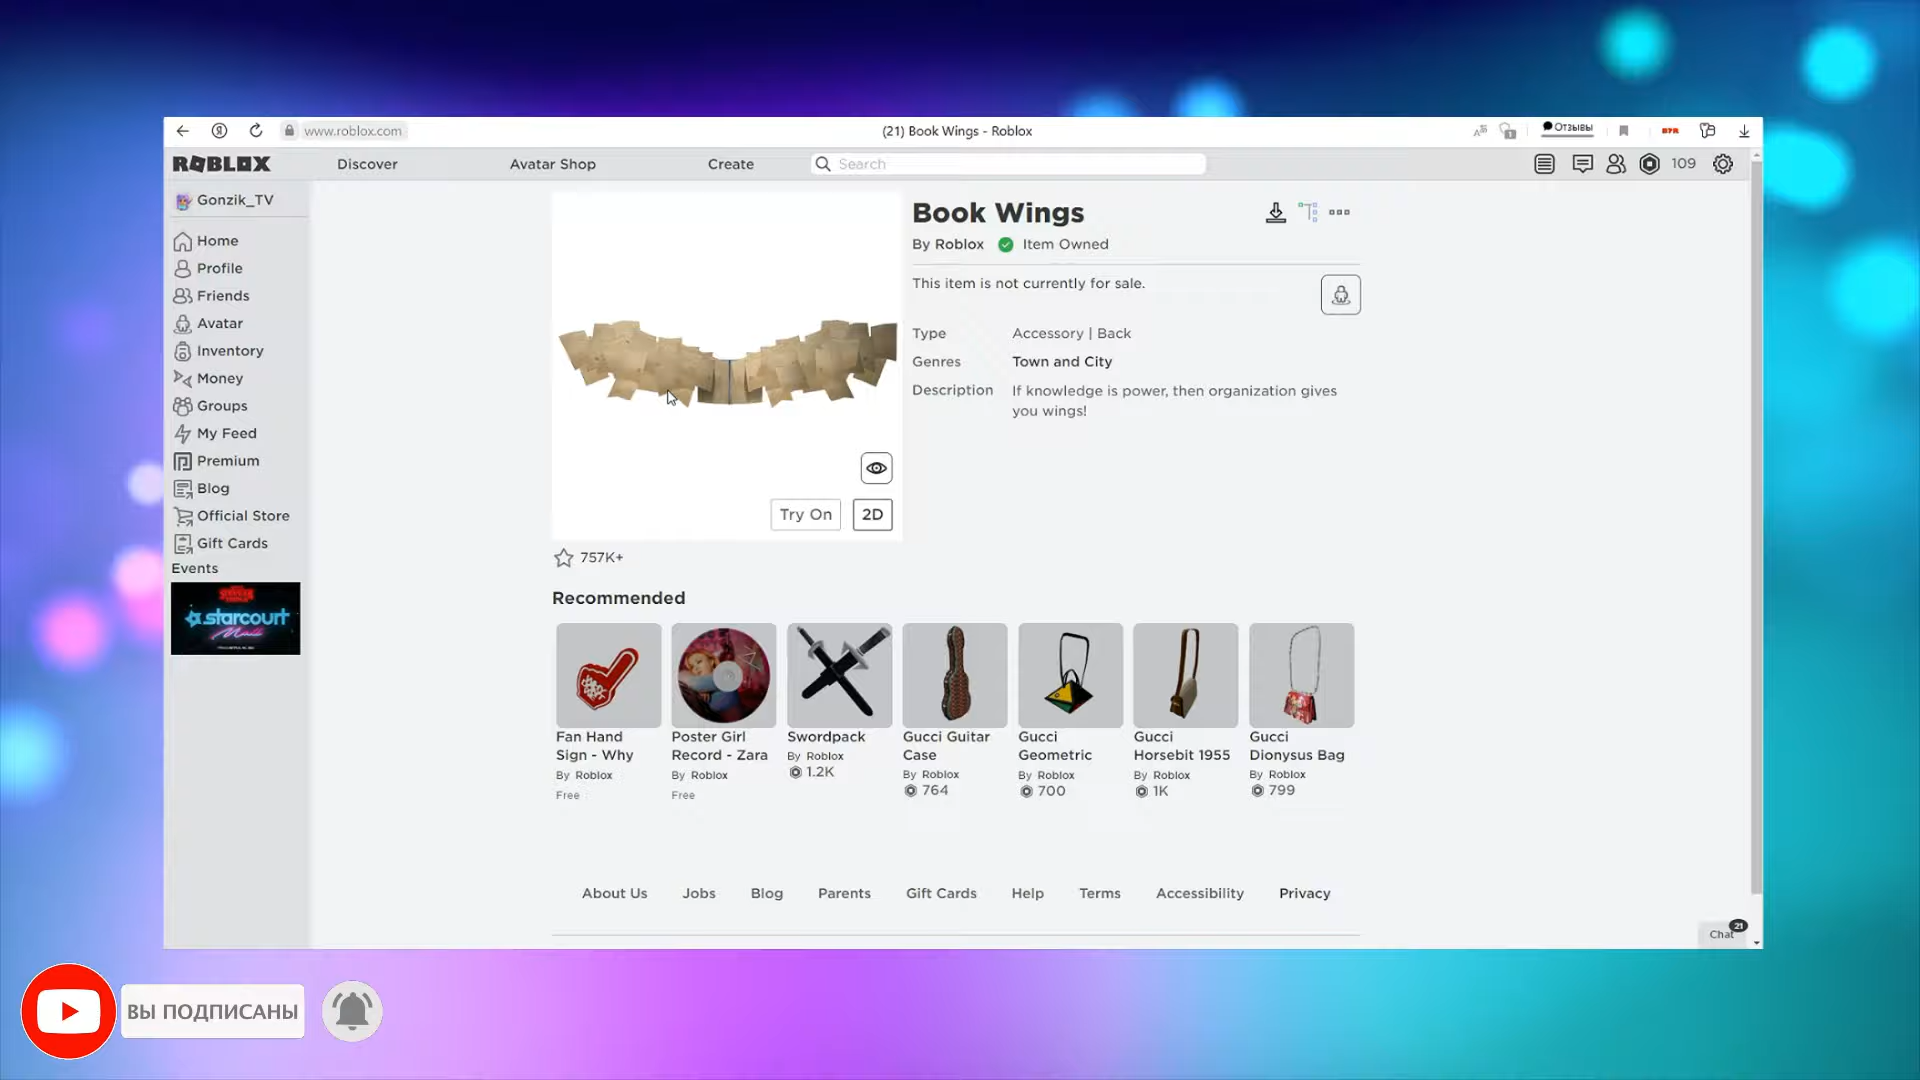 www.roblox.com
(21) Book Wings - Roblox
Отзывы
ROBLOX
Discover
Avatar Shop
Create
Search
109
Gonzik_TV
Home
Profile
Friends
Avatar
Inventory
Money
Groups
My Feed
Premium
Blog
Official Store
Gift Cards
Events
starcourt
Book Wings
By Roblox
Item Owned
This item is not currently for sale.
Type
Accessory | Back
Genres
Town and City
Description
If knowledge is power, then organization gives
you wings!
Try On
2D
757K+
Recommended
Fan Hand
Sign - Why
By Roblox
Free
Poster Girl
Record - Zara
By Roblox
Free
Swordpack
By Roblox
1.2K
Gucci Guitar
Case
By Roblox
764
Gucci
Geometric
By Roblox
700
Gucci
Horsebit 1955
By Roblox
1K
Gucci
Dionysus Bag
By Roblox
799
About Us
Jobs
Blog
Parents
Gift Cards
Help
Terms
Accessibility
Privacy
Chat
21
ВЫ ПОДПИСАНЫ